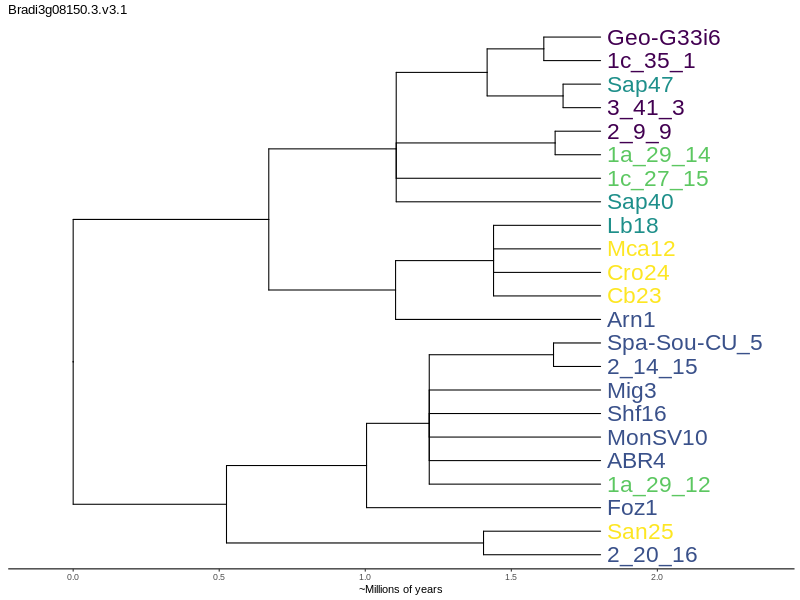 Bradi3g08150.3.v3.1
Geo-G33i6
1c_35_1
Sap47
3_41_3
2_9_9
1a_29_14
1c_27_15
Sap40
Lb18
Mca12
Cro24
Cb23
Arn1
Spa-Sou-CU_5
2_14_15
Mig3
Shf16
MonSV10
ABR4
1a_29_12
Foz1
San25
2_20_16
0.0 0.5 1.0 1.5 2.0
~Millions of years